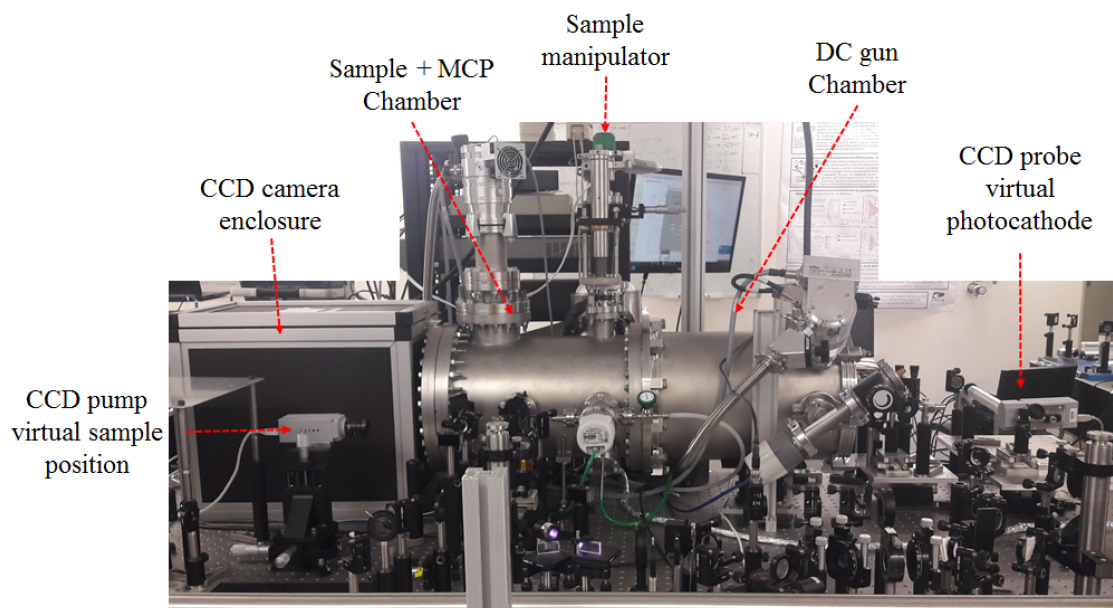 Sample
manipulator
Sample + MCP
Chamber
DC gun
Chamber
CCD camera
enclosure
CCD probe
virtual
photocathode
CCD pump
virtual sample
position